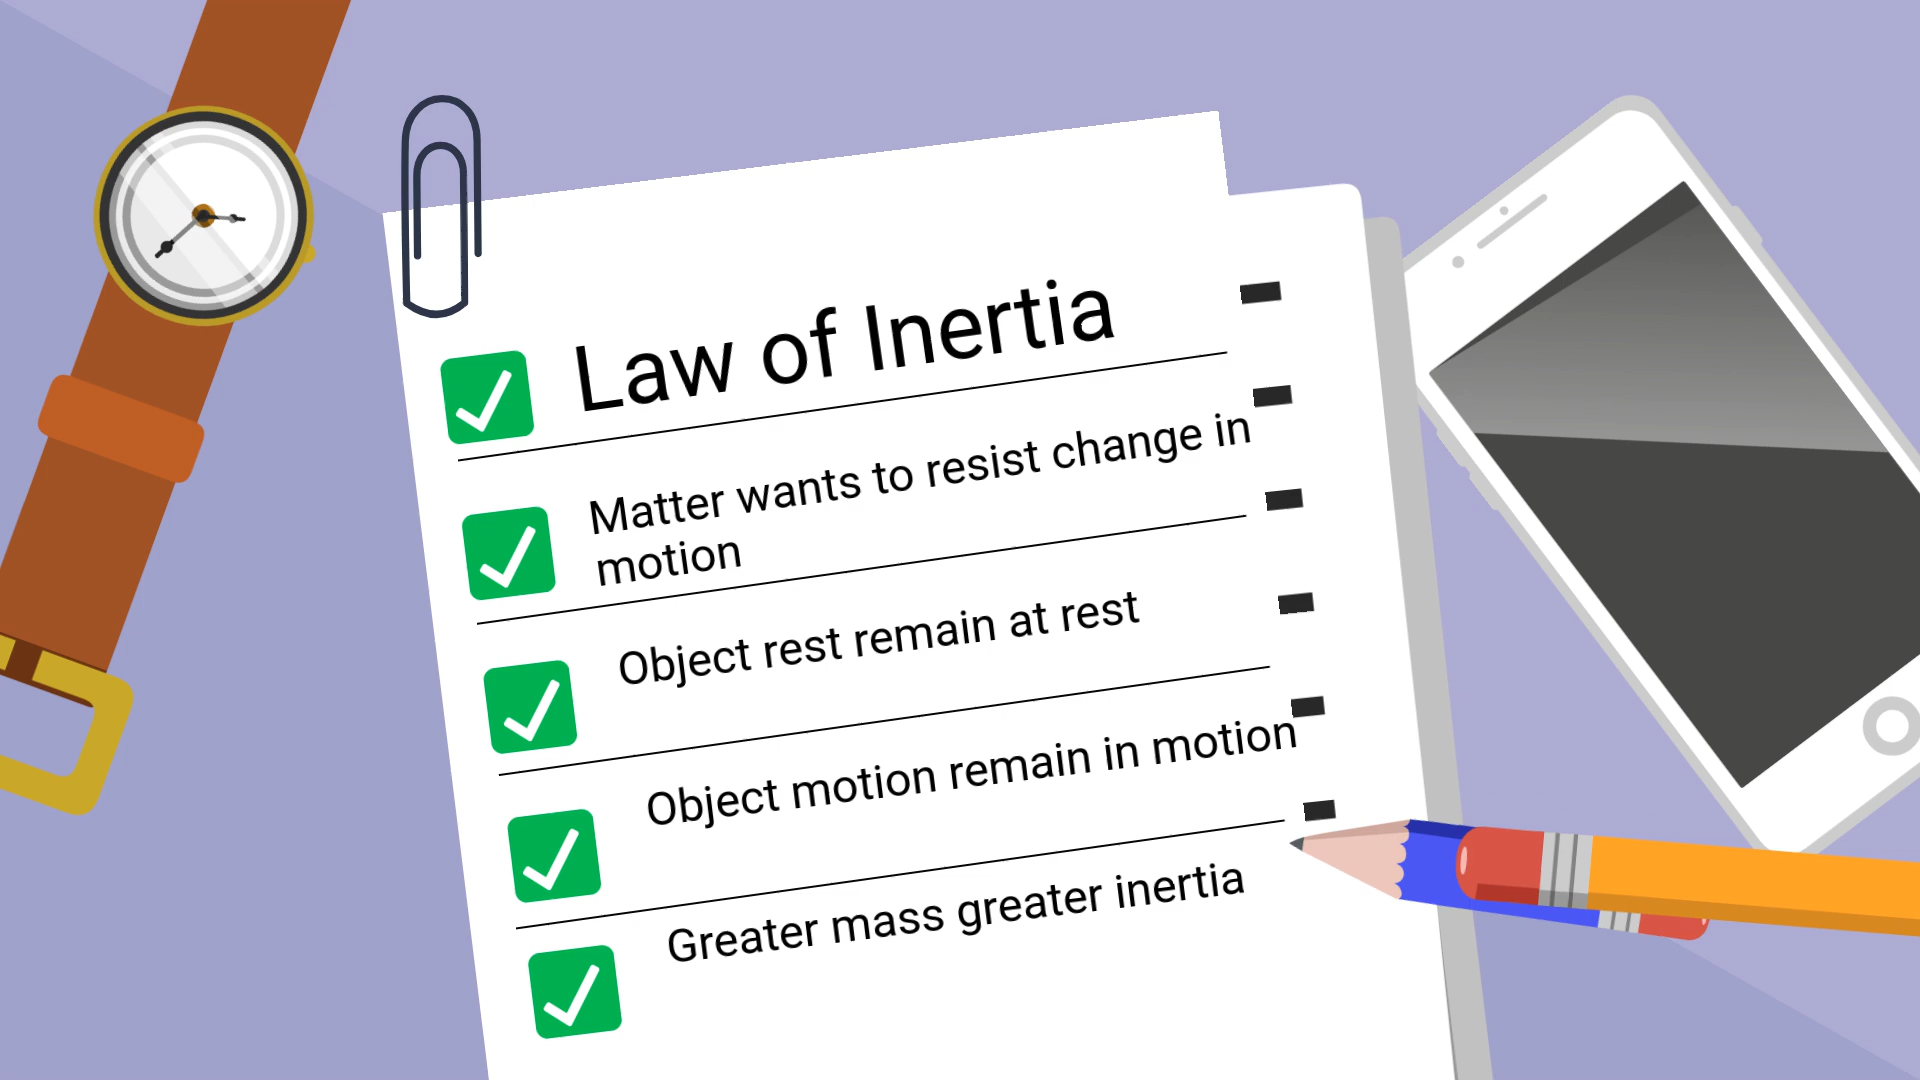 Law of Inertia
Matter wants to resist change in
motion
Object rest remain at rest
Object motion remain in motion
Greater mass greater inertia